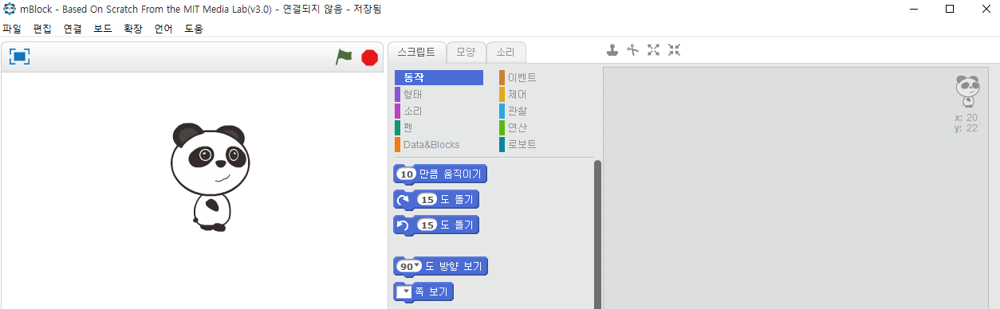 mBlock - Based On Scratch From the MIT Media Lab(v3.0) - 연결되지 않음 - 저장됨
파일 편집 연결 보드 확장 언어 도움
스크립트 모양 소리
동작 이벤트
형태 제어
소리 관찰
펜 연산
Data&Blocks 로보트
x: 20
y: 22
10 만큼 움직이기
15 도 돌기
15 도 돌기
90 도 방향 보기
쪽 보기